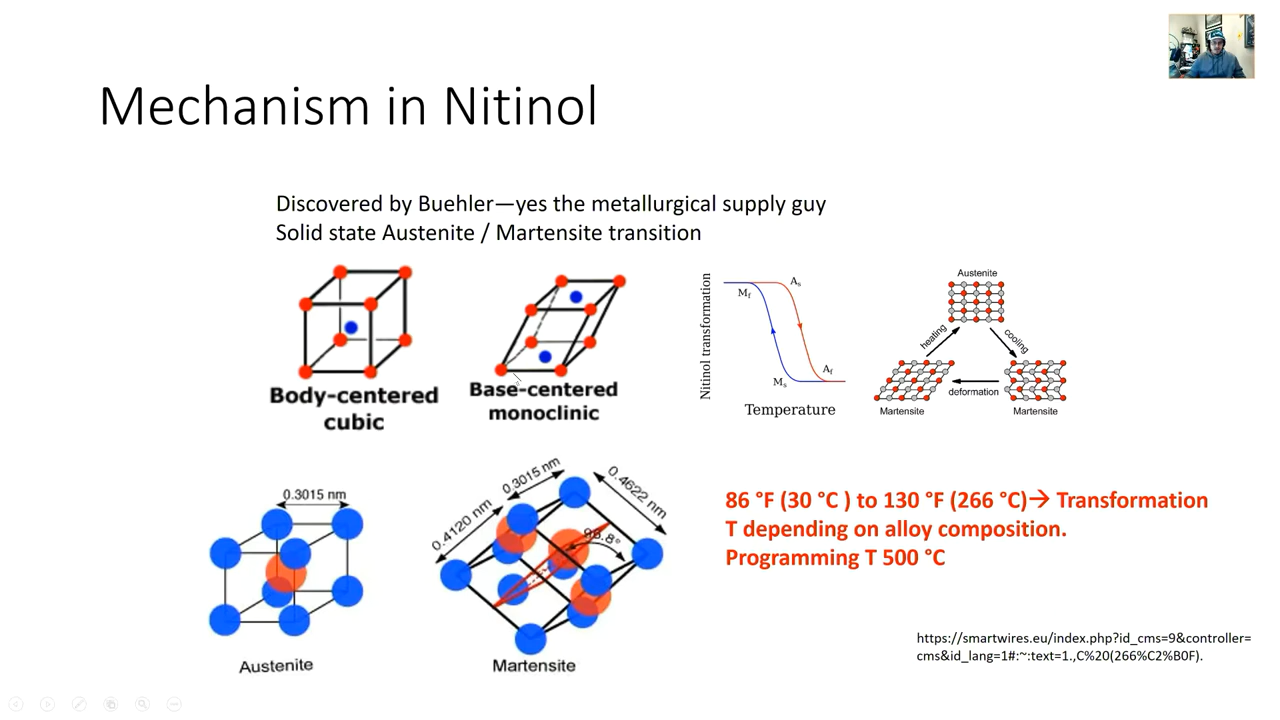 Mechanism in Nitinol
Discovered by Buehler—yes the metallurgical supply guy
Solid state Austenite / Martensite transition
Body-centered
cubic
Base-centered
monoclinic
Nitinol transformation
Mf
As
Ms
Af
Temperature
Austenite
heating
cooling
deformation
Martensite
Martensite
0.3015 nm
Austenite
0.4120 nm
0.3015 nm
0.4622 nm
96.8°
Martensite
86 °F (30 °C ) to 130 °F (266 °C)→ Transformation
T depending on alloy composition.
Programming T 500 °C
https://smartwires.eu/index.php?id_cms=9&controller=
cms&id_lang=1#:~:text=1.,C%20(266%C2%B0F).